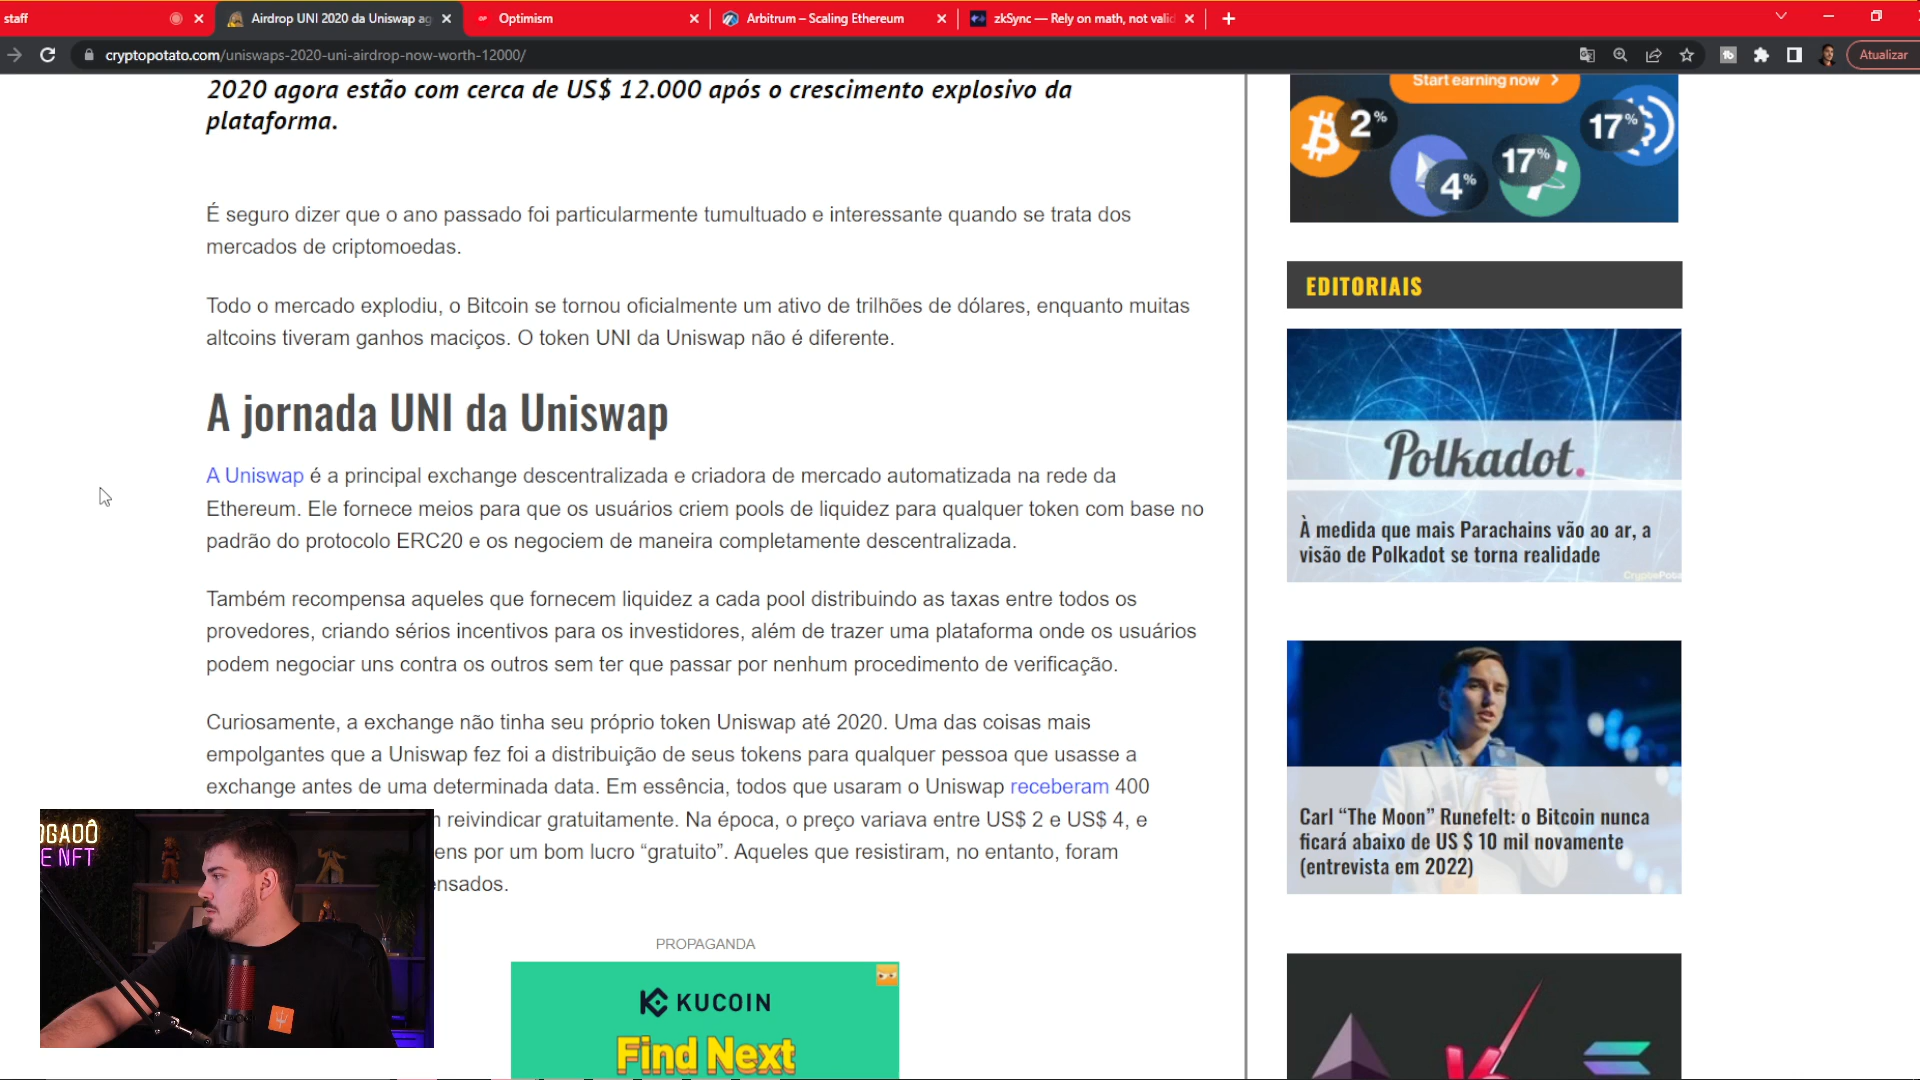 staff
Airdrop UNI 2020 da Uniswap ag
Optimism
Arbitrum – Scaling Ethereum
zkSync — Rely on math, not valid
cryptopotato.com/uniswaps-2020-uni-airdrop-now-worth-12000/
Atualizar
2020 agora estão com cerca de US$ 12.000 após o crescimento explosivo da
plataforma.
É seguro dizer que o ano passado foi particularmente tumultuado e interessante quando se trata dos
mercados de criptomoedas.
Todo o mercado explodiu, o Bitcoin se tornou oficialmente um ativo de trilhões de dólares, enquanto muitas
altcoins tiveram ganhos maciços. O token UNI da Uniswap não é diferente.
A jornada UNI da Uniswap
A Uniswap é a principal exchange descentralizada e criadora de mercado automatizada na rede da
Ethereum. Ele fornece meios para que os usuários criem pools de liquidez para qualquer token com base no
padrão do protocolo ERC20 e os negociem de maneira completamente descentralizada.
Também recompensa aqueles que fornecem liquidez a cada pool distribuindo as taxas entre todos os
provedores, criando sérios incentivos para os investidores, além de trazer uma plataforma onde os usuários
podem negociar uns contra os outros sem ter que passar por nenhum procedimento de verificação.
Curiosamente, a exchange não tinha seu próprio token Uniswap até 2020. Uma das coisas mais
empolgantes que a Uniswap fez foi a distribuição de seus tokens para qualquer pessoa que usasse a
exchange antes de uma determinada data. Em essência, todos que usaram o Uniswap receberam 400
reivindicar gratuitamente. Na época, o preço variava entre US$ 2 e US$ 4, e
ens por um bom lucro “gratuito”. Aqueles que resistiram, no entanto, foram
ensados.
PROPAGANDA
KUCOIN
Find Next
OGADÔ
E NFT
Start earning now
2%
17%
17%
4%
EDITORIAIS
Polkadot.
À medida que mais Parachains vão ao ar, a
visão de Polkadot se torna realidade
CryptoPota
Carl “The Moon” Runefelt: o Bitcoin nunca
ficará abaixo de US $ 10 mil novamente
(entrevista em 2022)